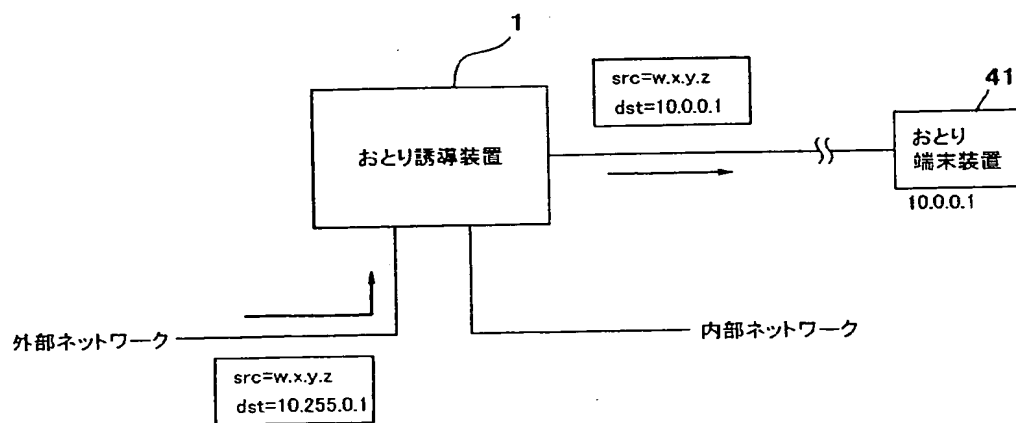 1
src=w.x.y.z
dst=10.0.0.1
41
おとり誘導装置
おとり
端末装置
10.0.0.1
外部ネットワーク
内部ネットワーク
src=w.x.y.z
dst=10.255.0.1